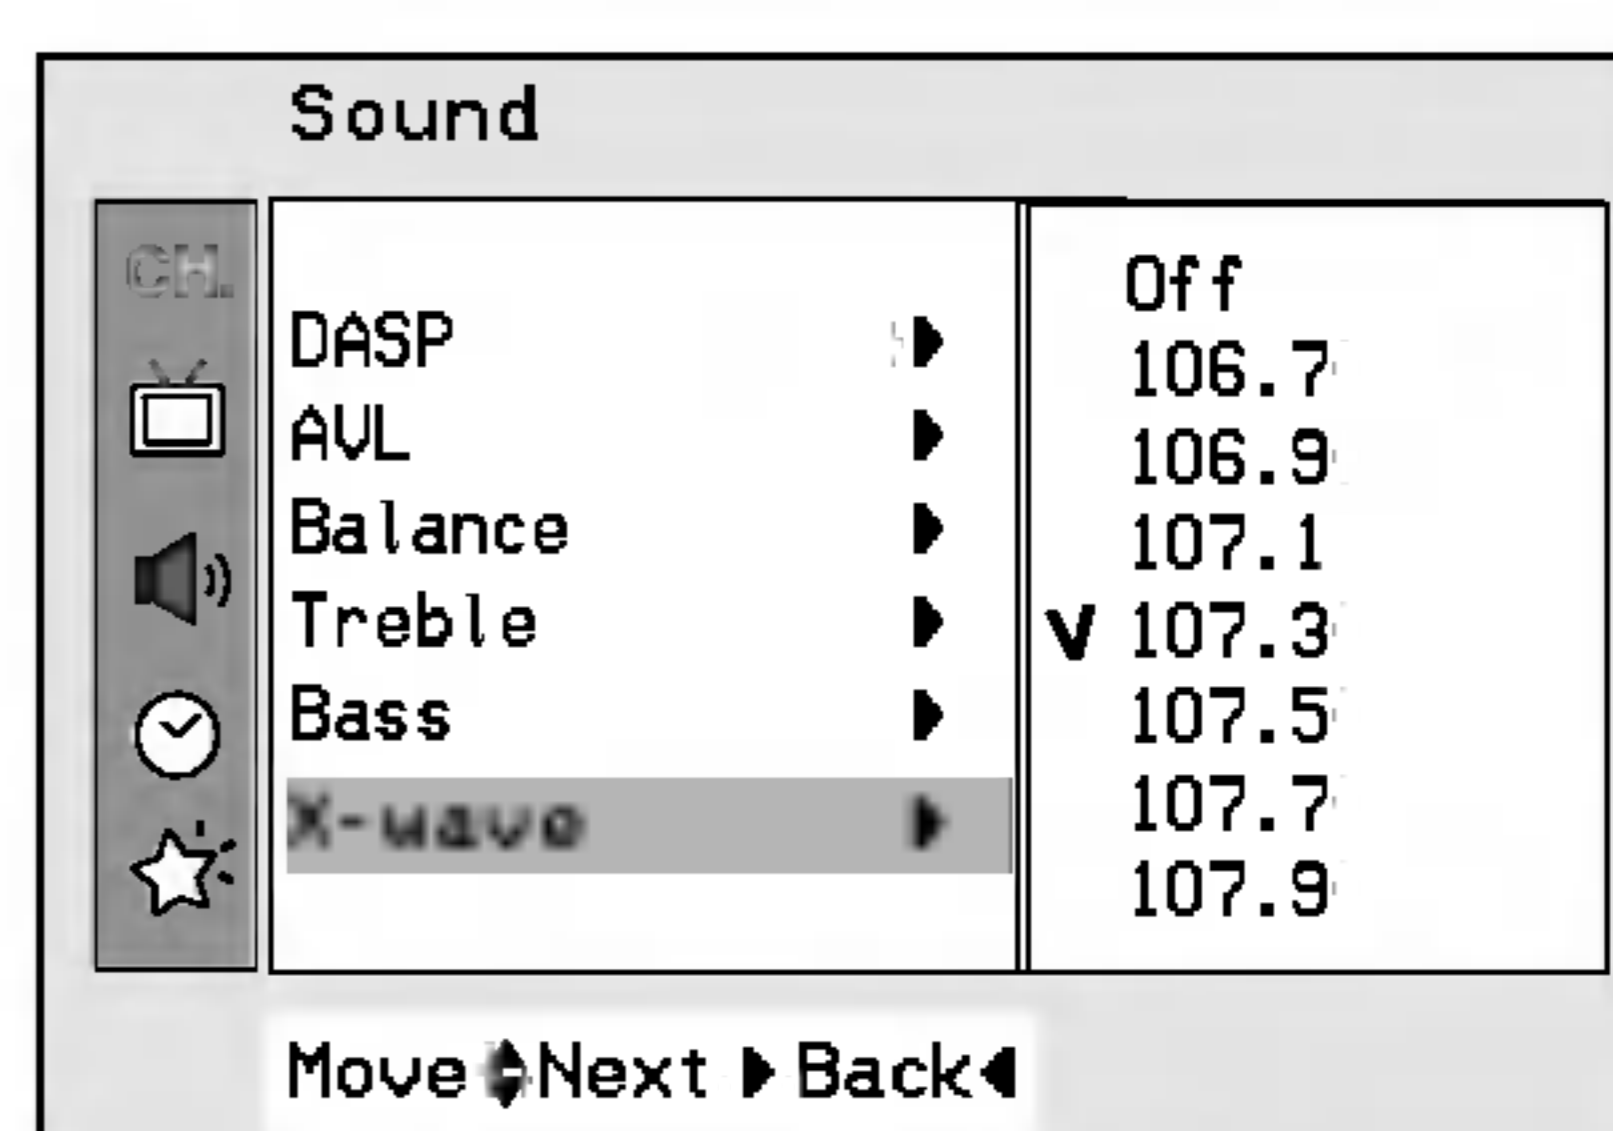 Sound
CH.
DASP
AVL
Balance
Treble
Bass
X-wave
Off
106.7
106.9
107.1
V 107.3
107.5
107.7
107.9
Move Next Back